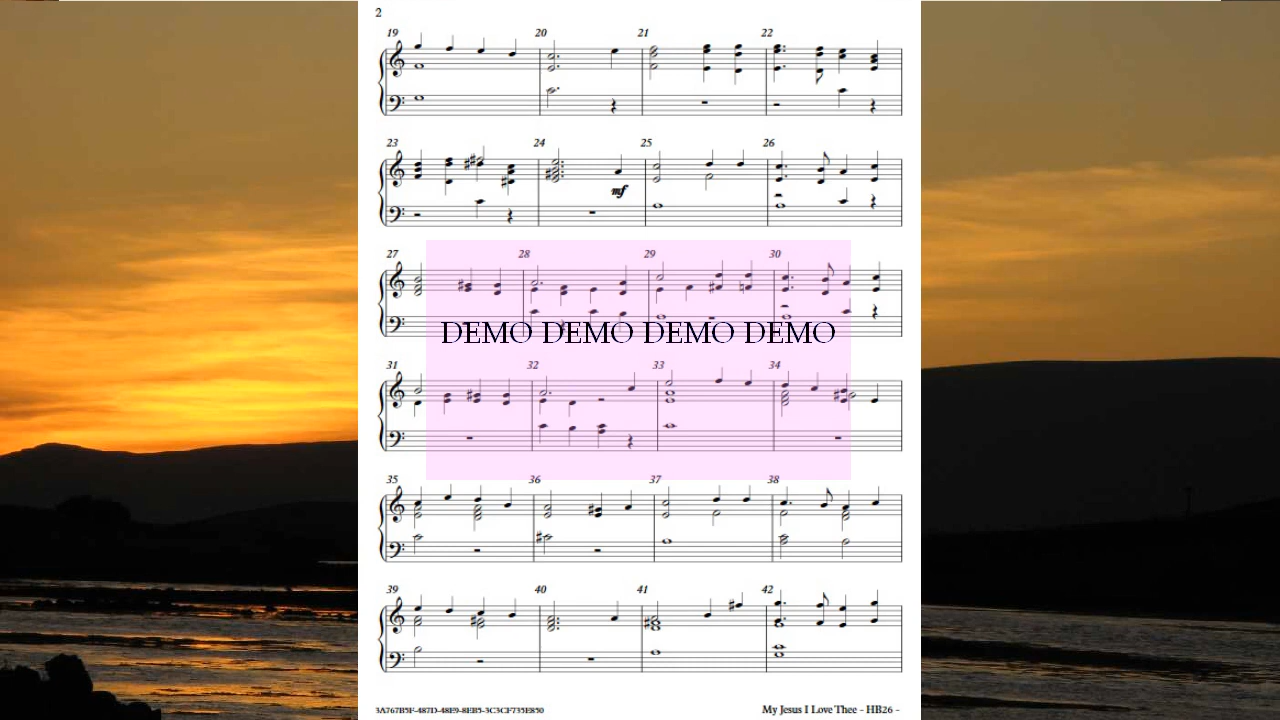 2
19 20 21 22
23 24 25 26
mf
27 28 29 30
DEMO DEMO DEMO DEMO
31 32 33 34
35 36 37 38
39 40 41 42
3A767B5F-487D-48E9-8EB5-3C3CF735E850 My Jesus I Love Thee - HB26 -